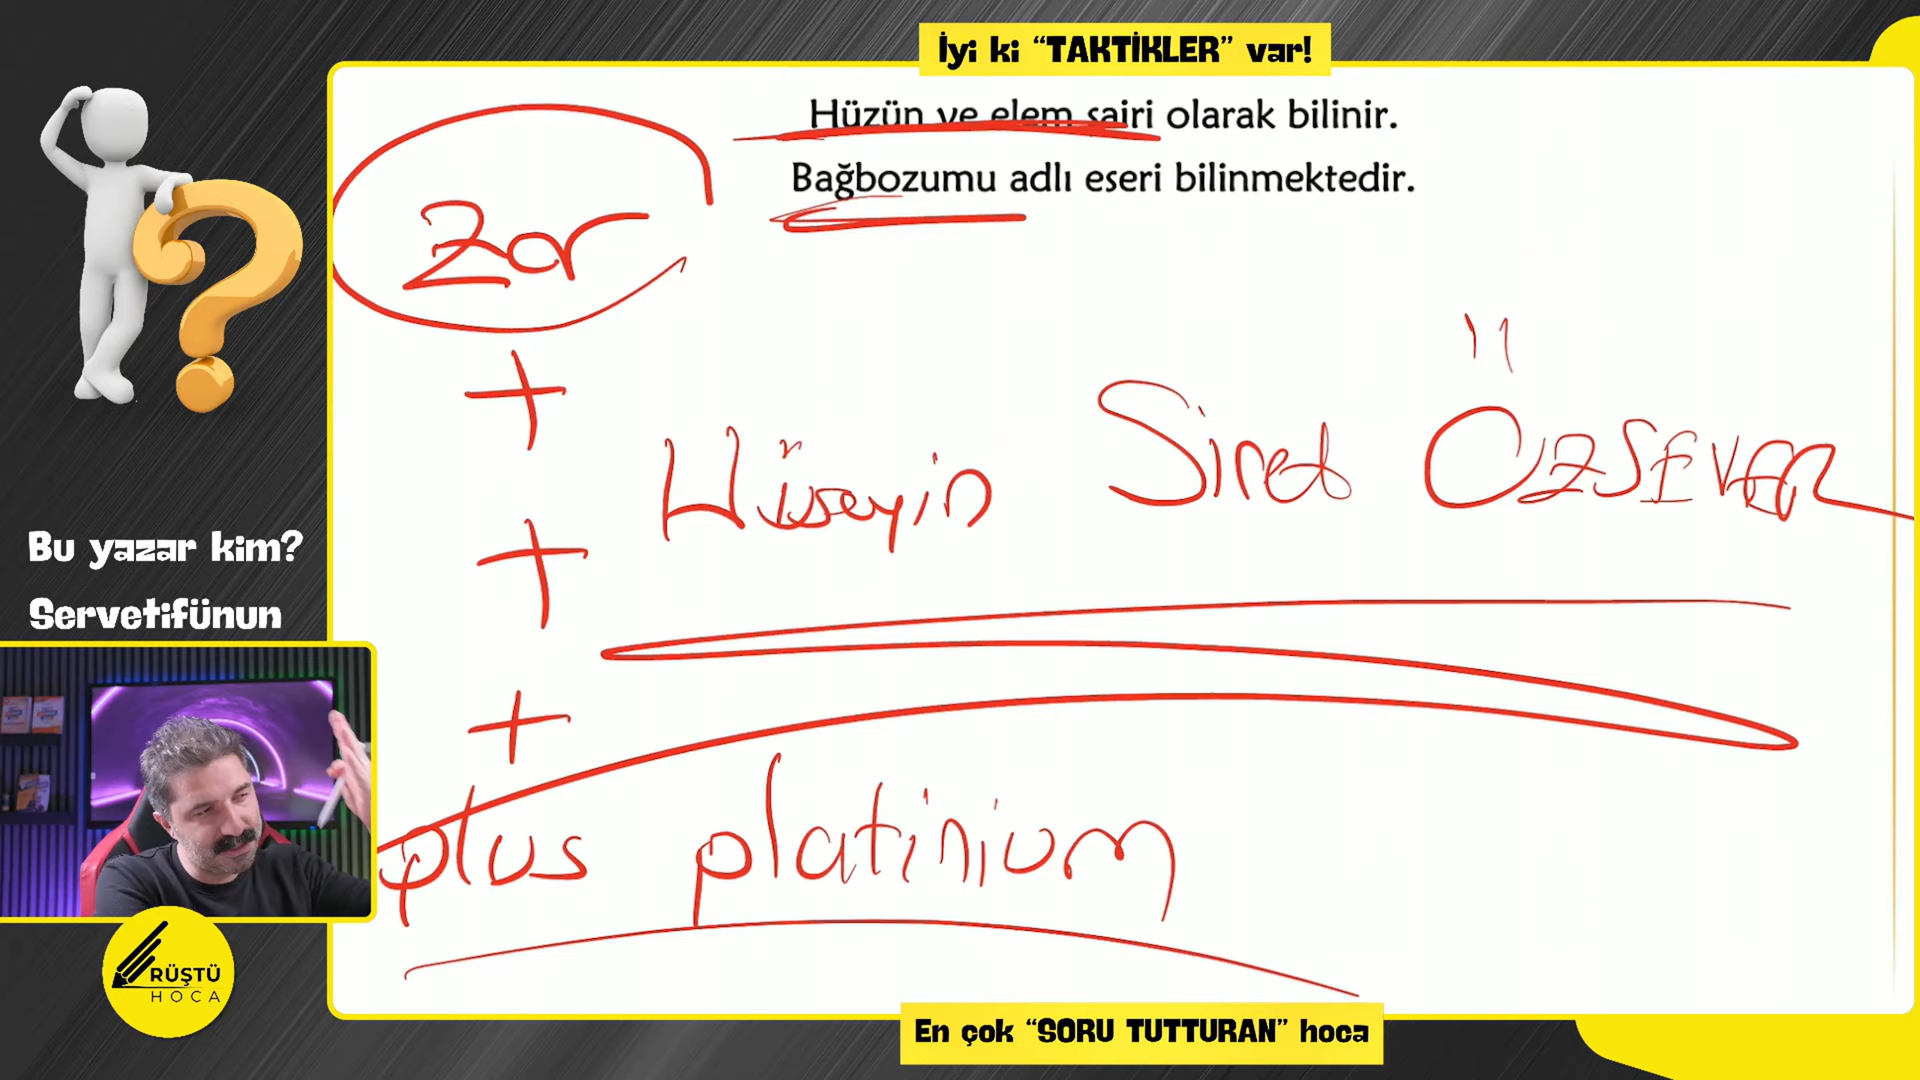 İyi ki “TAKTİKLER” var!
Hüzün ve elem şairi olarak bilinir.
Bağbozumu adlı eseri bilinmektedir.
Zor
+
Hüseyin Siret ÖZSEVER
+
Bu yazar kim?
Servetifünun
+
plus platinium
RÜŞTÜ
HOCA
En çok “SORU TUTTURAN” hoca